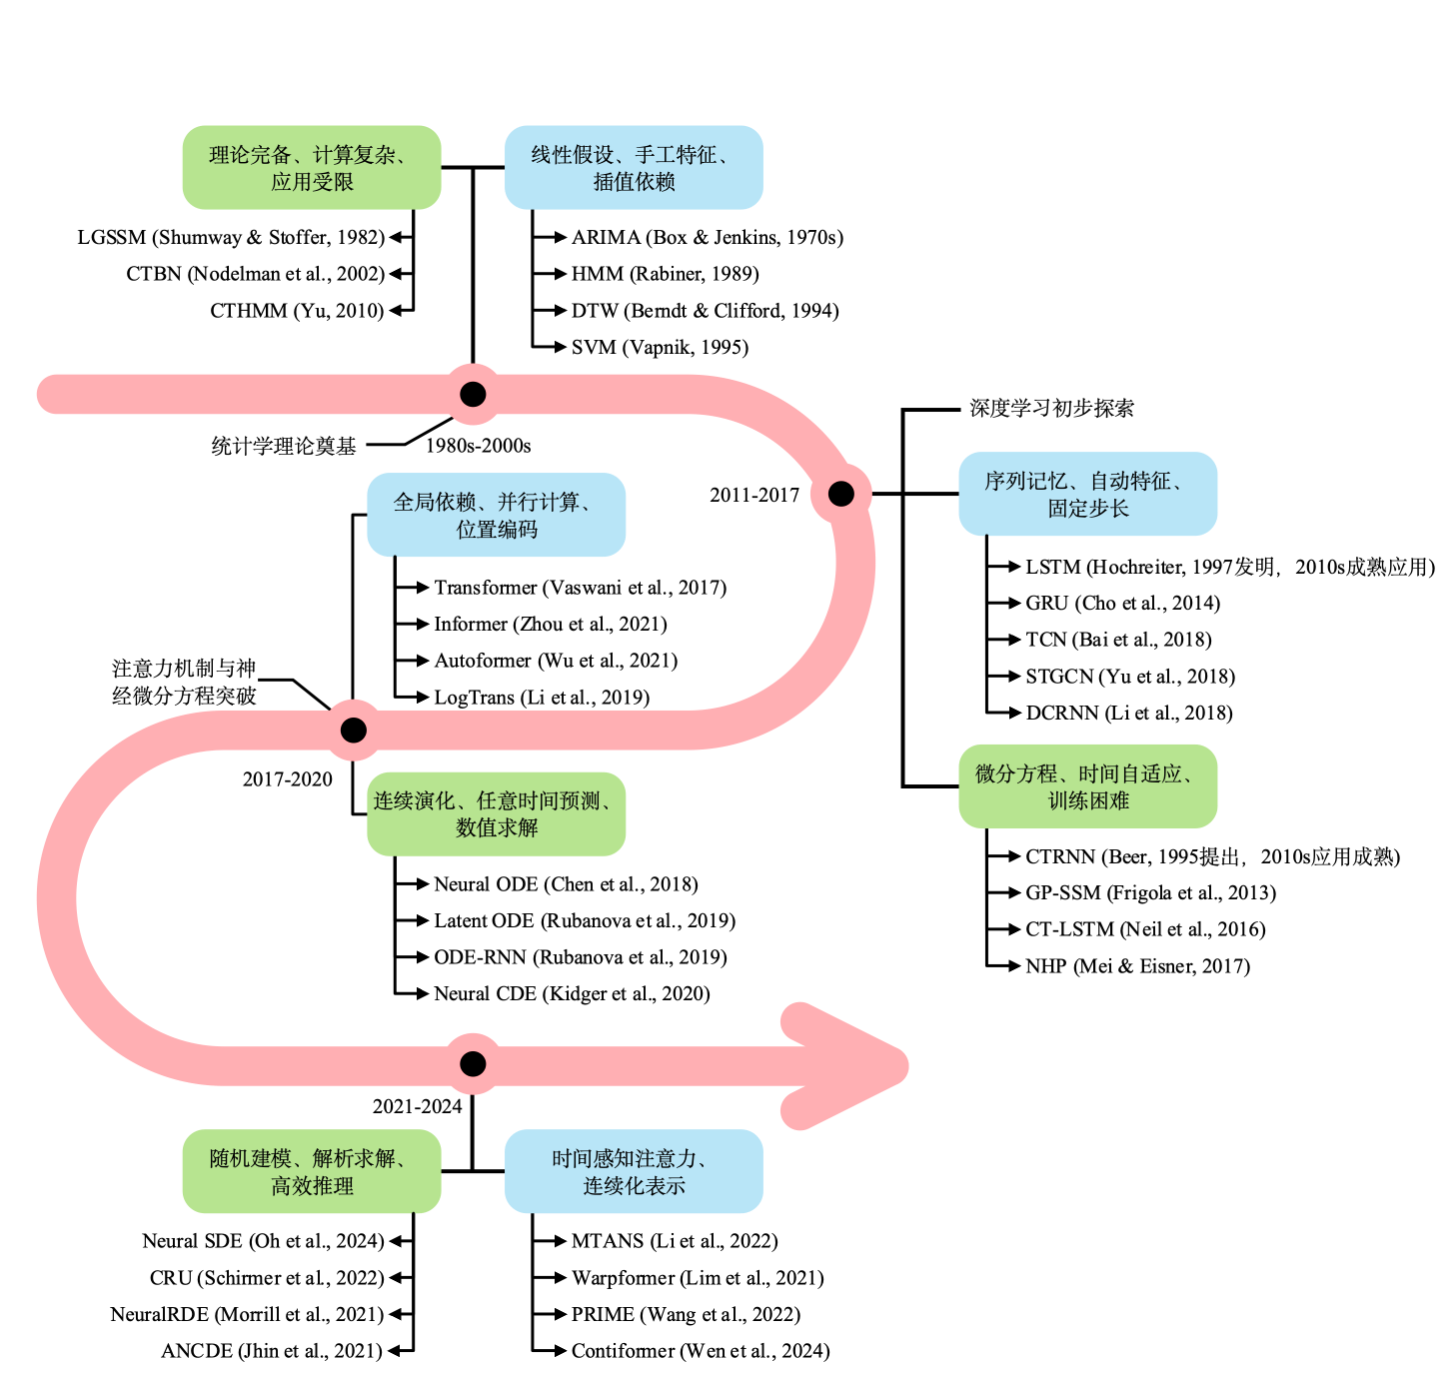 理论完备、计算复杂、
应用受限
LGSSM (Shumway & Stoffer, 1982)
CTBN (Nodelman et al., 2002)
CTHMM (Yu, 2010)
线性假设、手工特征、
插值依赖
ARIMA (Box & Jenkins, 1970s)
HMM (Rabiner, 1989)
DTW (Berndt & Clifford, 1994)
SVM (Vapnik, 1995)
统计学理论奠基
1980s-2000s
2011-2017
深度学习初步探索
序列记忆、自动特征、
固定步长
LSTM (Hochreiter, 1997发明，2010s成熟应用)
GRU (Cho et al., 2014)
TCN (Bai et al., 2018)
STGCN (Yu et al., 2018)
DCRNN (Li et al., 2018)
微分方程、时间自适应、
训练困难
CTRNN (Beer, 1995提出，2010s应用成熟)
GP-SSM (Frigola et al., 2013)
CT-LSTM (Neil et al., 2016)
NHP (Mei & Eisner, 2017)
全局依赖、并行计算、
位置编码
Transformer (Vaswani et al., 2017)
Informer (Zhou et al., 2021)
Autoformer (Wu et al., 2021)
LogTrans (Li et al., 2019)
注意力机制与神
经微分方程突破
2017-2020
连续演化、任意时间预测、
数值求解
Neural ODE (Chen et al., 2018)
Latent ODE (Rubanova et al., 2019)
ODE-RNN (Rubanova et al., 2019)
Neural CDE (Kidger et al., 2020)
2021-2024
随机建模、解析求解、
高效推理
Neural SDE (Oh et al., 2024)
CRU (Schirmer et al., 2022)
NeuralRDE (Morrill et al., 2021)
ANCDE (Jhin et al., 2021)
时间感知注意力、
连续化表示
MTANS (Li et al., 2022)
Warpformer (Lim et al., 2021)
PRIME (Wang et al., 2022)
Contiformer (Wen et al., 2024)